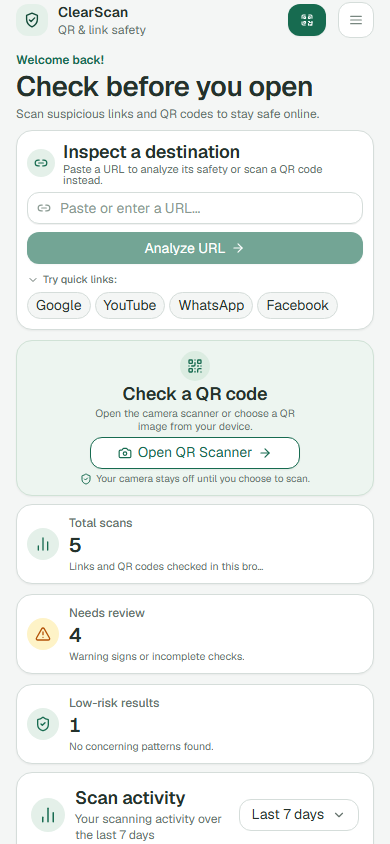 ClearScan
QR & link safety
Welcome back!
Check before you open
Scan suspicious links and QR codes to stay safe online.
Inspect a destination
Paste a URL to analyze its safety or scan a QR code
instead.
Paste or enter a URL...
Analyze URL →
Try quick links:
Google YouTube WhatsApp Facebook
Check a QR code
Open the camera scanner or choose a QR
image from your device.
Open QR Scanner →
Your camera stays off until you choose to scan.
Total scans
5
Links and QR codes checked in this bro...
Needs review
4
Warning signs or incomplete checks.
Low-risk results
1
No concerning patterns found.
Scan activity
Your scanning activity over
the last 7 days
Last 7 days